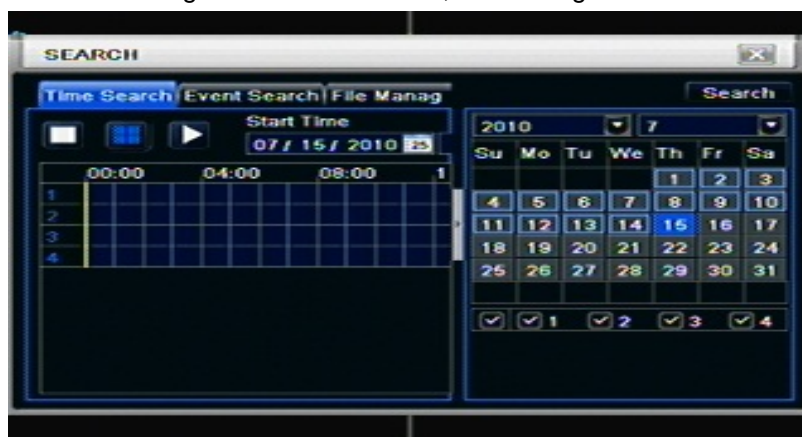 SEARCH
Time Search Event Search File Manag
Search
Start Time
07 / 15 / 2010 25
00:00 04:00 08:00 1
1
2
3
4
2010 7
Su Mo Tu We Th Fr Sa
1 2 3
4 5 6 7 8 9 10
11 12 13 14 15 16 17
18 19 20 21 22 23 24
25 26 27 28 29 30 31
1 2 3 4